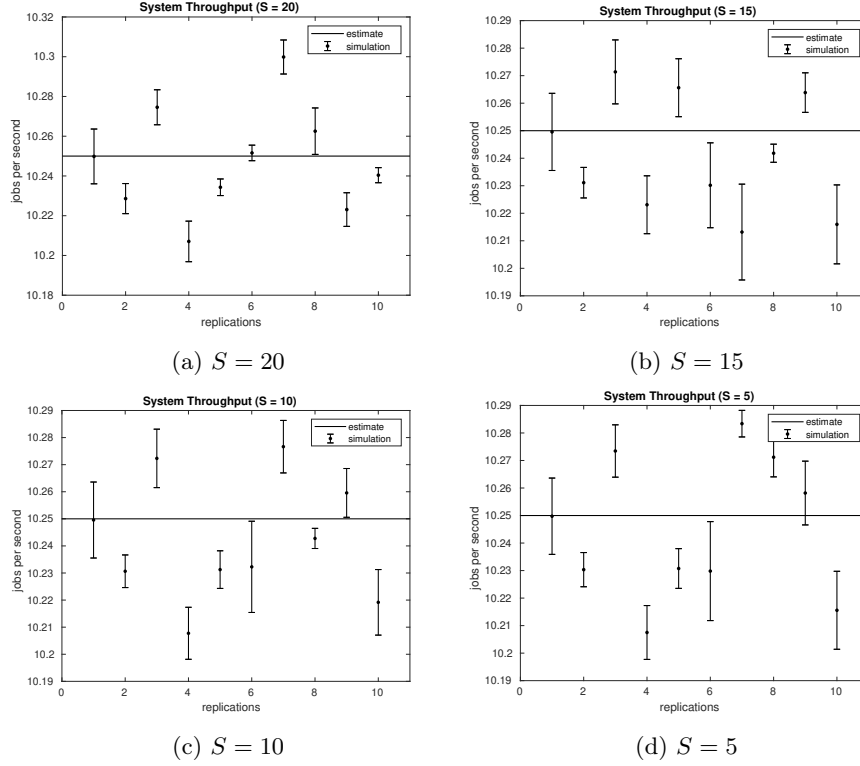 System Throughput (S = 20)
estimate
simulation
10.32
10.3
10.28
10.26
10.24
10.22
10.2
10.18
jobs per second
0 2 4 6 8 10
replications
(a) S = 20
System Throughput (S = 15)
estimate
simulation
10.29
10.28
10.27
10.26
10.25
10.24
10.23
10.22
10.21
10.2
10.19
jobs per second
0 2 4 6 8 10
replications
(b) S = 15
System Throughput (S = 10)
estimate
simulation
10.29
10.28
10.27
10.26
10.25
10.24
10.23
10.22
10.21
10.2
10.19
jobs per second
0 2 4 6 8 10
replications
(c) S = 10
System Throughput (S = 5)
estimate
simulation
10.29
10.28
10.27
10.26
10.25
10.24
10.23
10.22
10.21
10.2
10.19
jobs per second
0 2 4 6 8 10
replications
(d) S = 5